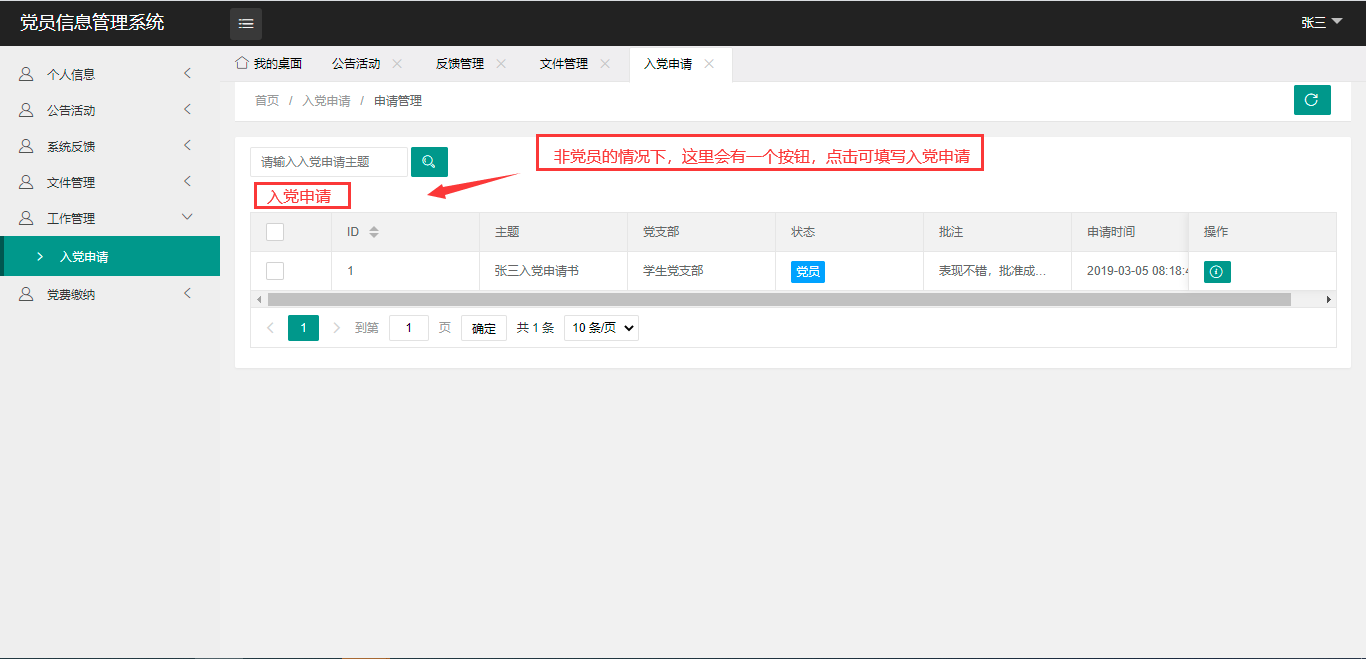 党员信息管理系统
张三
个人信息
公告活动
系统反馈
文件管理
工作管理
入党申请
党费缴纳
我的桌面 公告活动 反馈管理 文件管理 入党申请
首页 / 入党申请 / 申请管理
请输入入党申请主题
非党员的情况下，这里会有一个按钮，点击可填写入党申请
入党申请
ID 主题 党支部 状态 批注 申请时间 操作
1 张三入党申请书 学生党支部 党员 表现不错，批准成... 2019-03-05 08:18:4
1 到第 1 页 确定 共 1 条 10 条/页